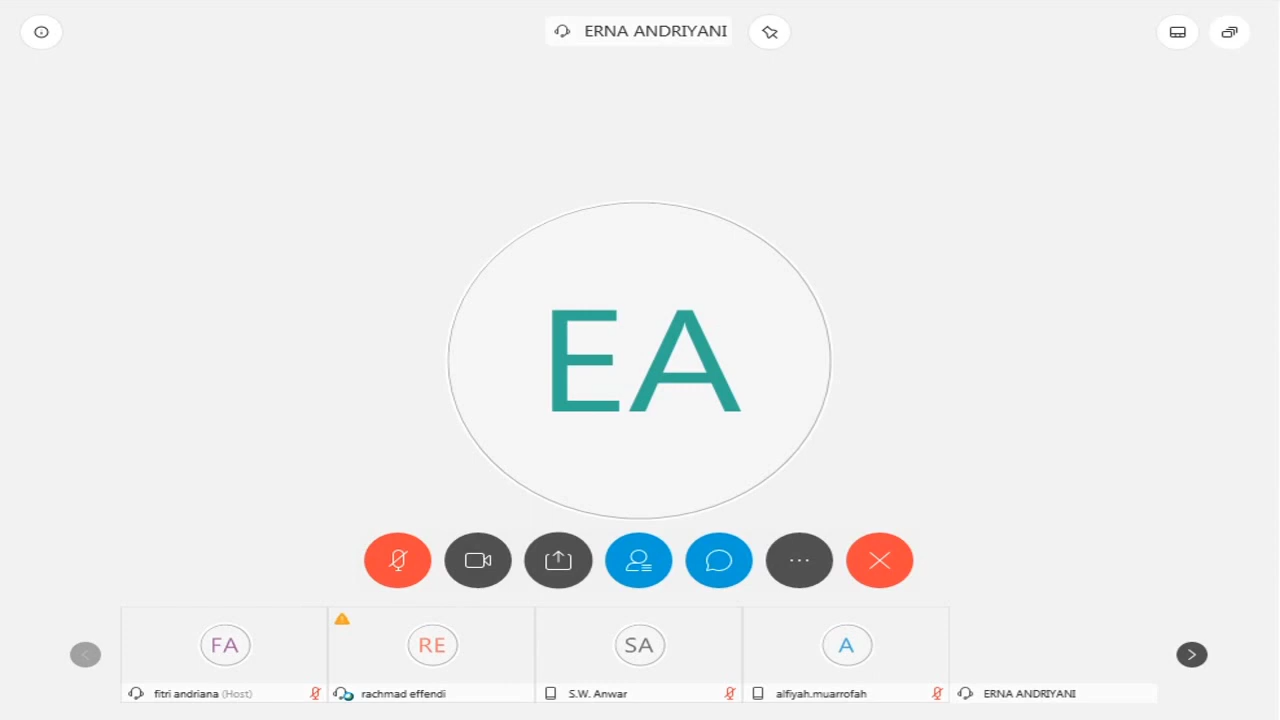 ERNA ANDRIYANI
EA
FA
RE
SA
A
fitri andriana (Host)
rachmad effendi
S.W. Anwar
alfiyah.muarrofah
ERNA ANDRIYANI